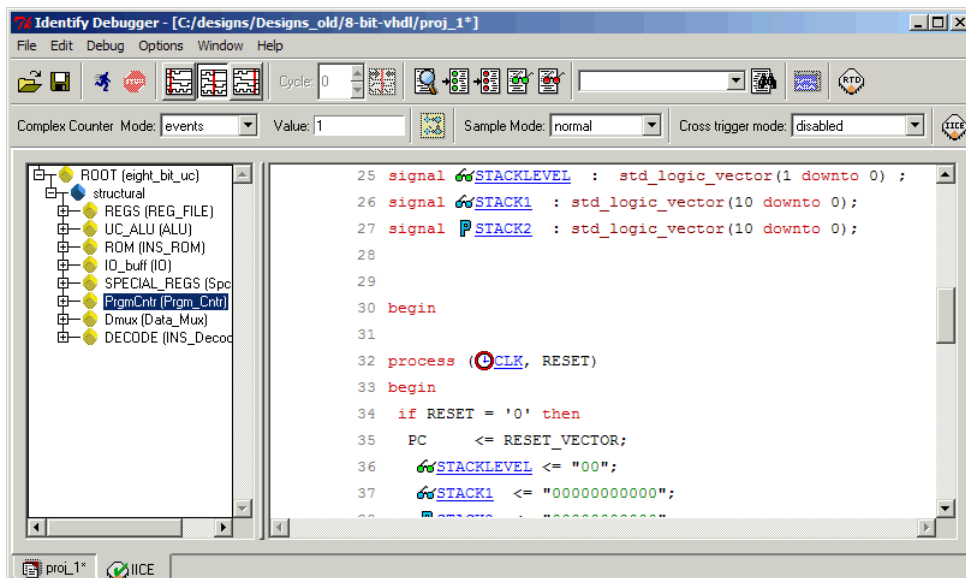 Identify Debugger - [C:/designs/Designs_old/8-bit-vhdl/proj_1*]
File Edit Debug Options Window Help
Cycle: 0
RTD
Complex Counter Mode: events Value: 1 Sample Mode: normal Cross trigger mode: disabled IICE
ROOT (eight_bit_uc)
structural
REGS (REG_FILE)
UC_ALU (ALU)
ROM (INS_ROM)
IO_buff (IO)
SPECIAL_REGS (Spc
PrgmCntr (Prgm_Cntr)
Dmux (Data_Mux)
DECODE (INS_Decod
25 signal STACKLEVEL : std_logic_vector(1 downto 0) ;
26 signal STACK1 : std_logic_vector(10 downto 0);
27 signal P STACK2 : std_logic_vector(10 downto 0);
28
29
30 begin
31
32 process (CLK, RESET)
33 begin
34 if RESET = '0' then
35 PC <= RESET_VECTOR;
36 STACKLEVEL <= "00";
37 STACK1 <= "00000000000";
proj_1* IICE